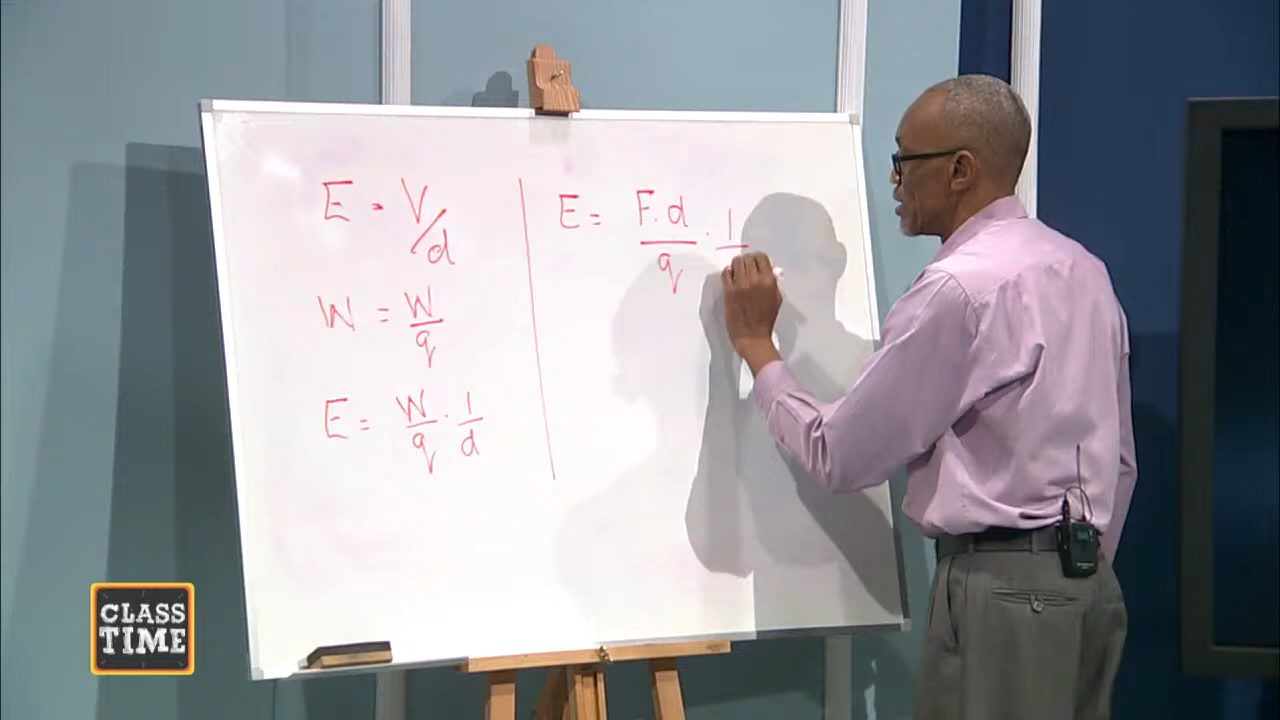 E = V/d
W = W/q
E = W/q · 1/d
E = F.d/q · 1
CLASS
TIME